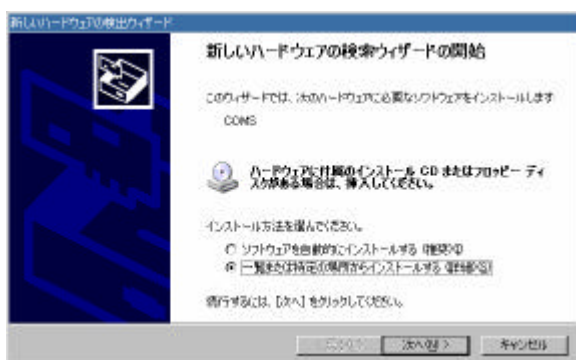 新しいハードウェアの検出ウィザード
新しいハードウェアの検索ウィザードの開始
このウィザードでは、次のハードウェアに必要なソフトウェアをインストールします
COMS
ハードウェアに付属のインストール CD またはフロッピー ディ
スクがある場合は、挿入してください。
インストール方法を選んでください。
ソフトウェアを自動的にインストールする (推奨)(I)
一覧または特定の場所からインストールする (詳細)(S)
続行するには、[次へ] をクリックしてください。
< 戻る(B)
次へ(N) >
キャンセル